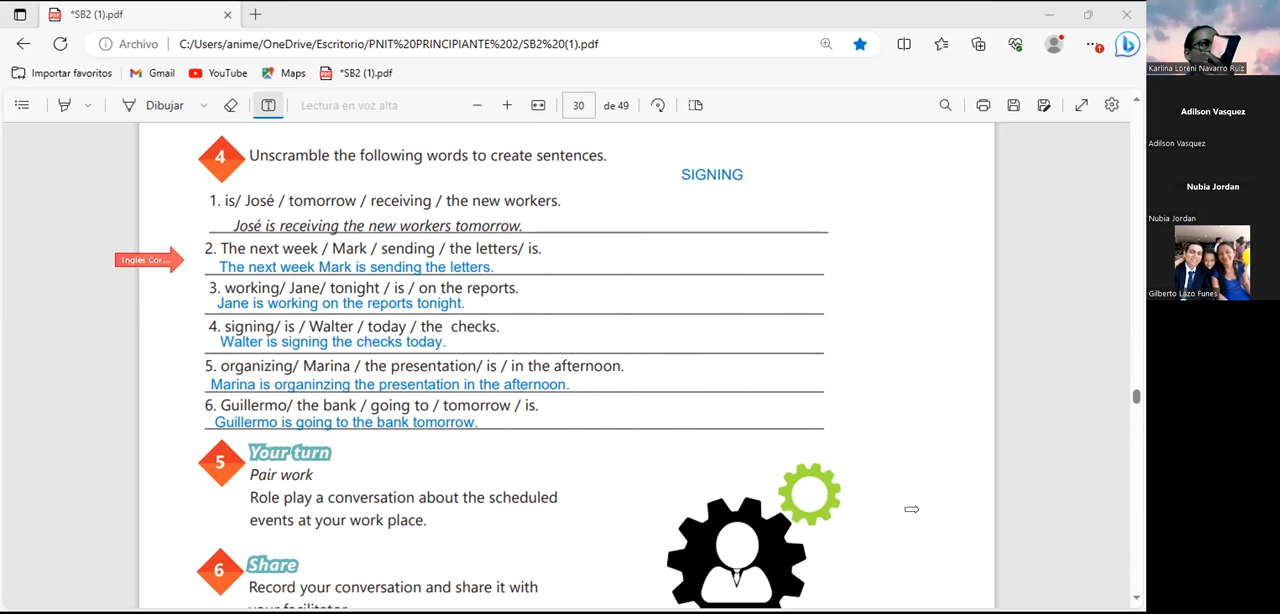 *SB2 (1).pdf
Archivo
C:/Users/anime/OneDrive/Escritorio/PNIT%20PRINCIPIANTE%202/SB2%20(1).pdf
Importar favoritos
Gmail
YouTube
Maps
*SB2 (1).pdf
Dibujar
Lectura en voz alta
30
de 49
4
Unscramble the following words to create sentences.
SIGNING
1. is/ José / tomorrow / receiving / the new workers.
José is receiving the new workers tomorrow.
2. The next week / Mark / sending / the letters/ is.
Ingles Cor...
The next week Mark is sending the letters.
3. working/ Jane/ tonight / is / on the reports.
Jane is working on the reports tonight.
4. signing/ is / Walter / today / the checks.
Walter is signing the checks today.
5. organizing/ Marina / the presentation/ is / in the afternoon.
Marina is organinzing the presentation in the afternoon.
6. Guillermo/ the bank / going to / tomorrow / is.
Guillermo is going to the bank tomorrow.
5
Your turn
Pair work
Role play a conversation about the scheduled
events at your work place.
6
Share
Record your conversation and share it with
your facilitator
Karlina Loreni Navarro Ruiz
Adilson Vasquez
Adilson Vasquez
Nubia Jordan
Nubia Jordan
Gilberto Lazo Funes